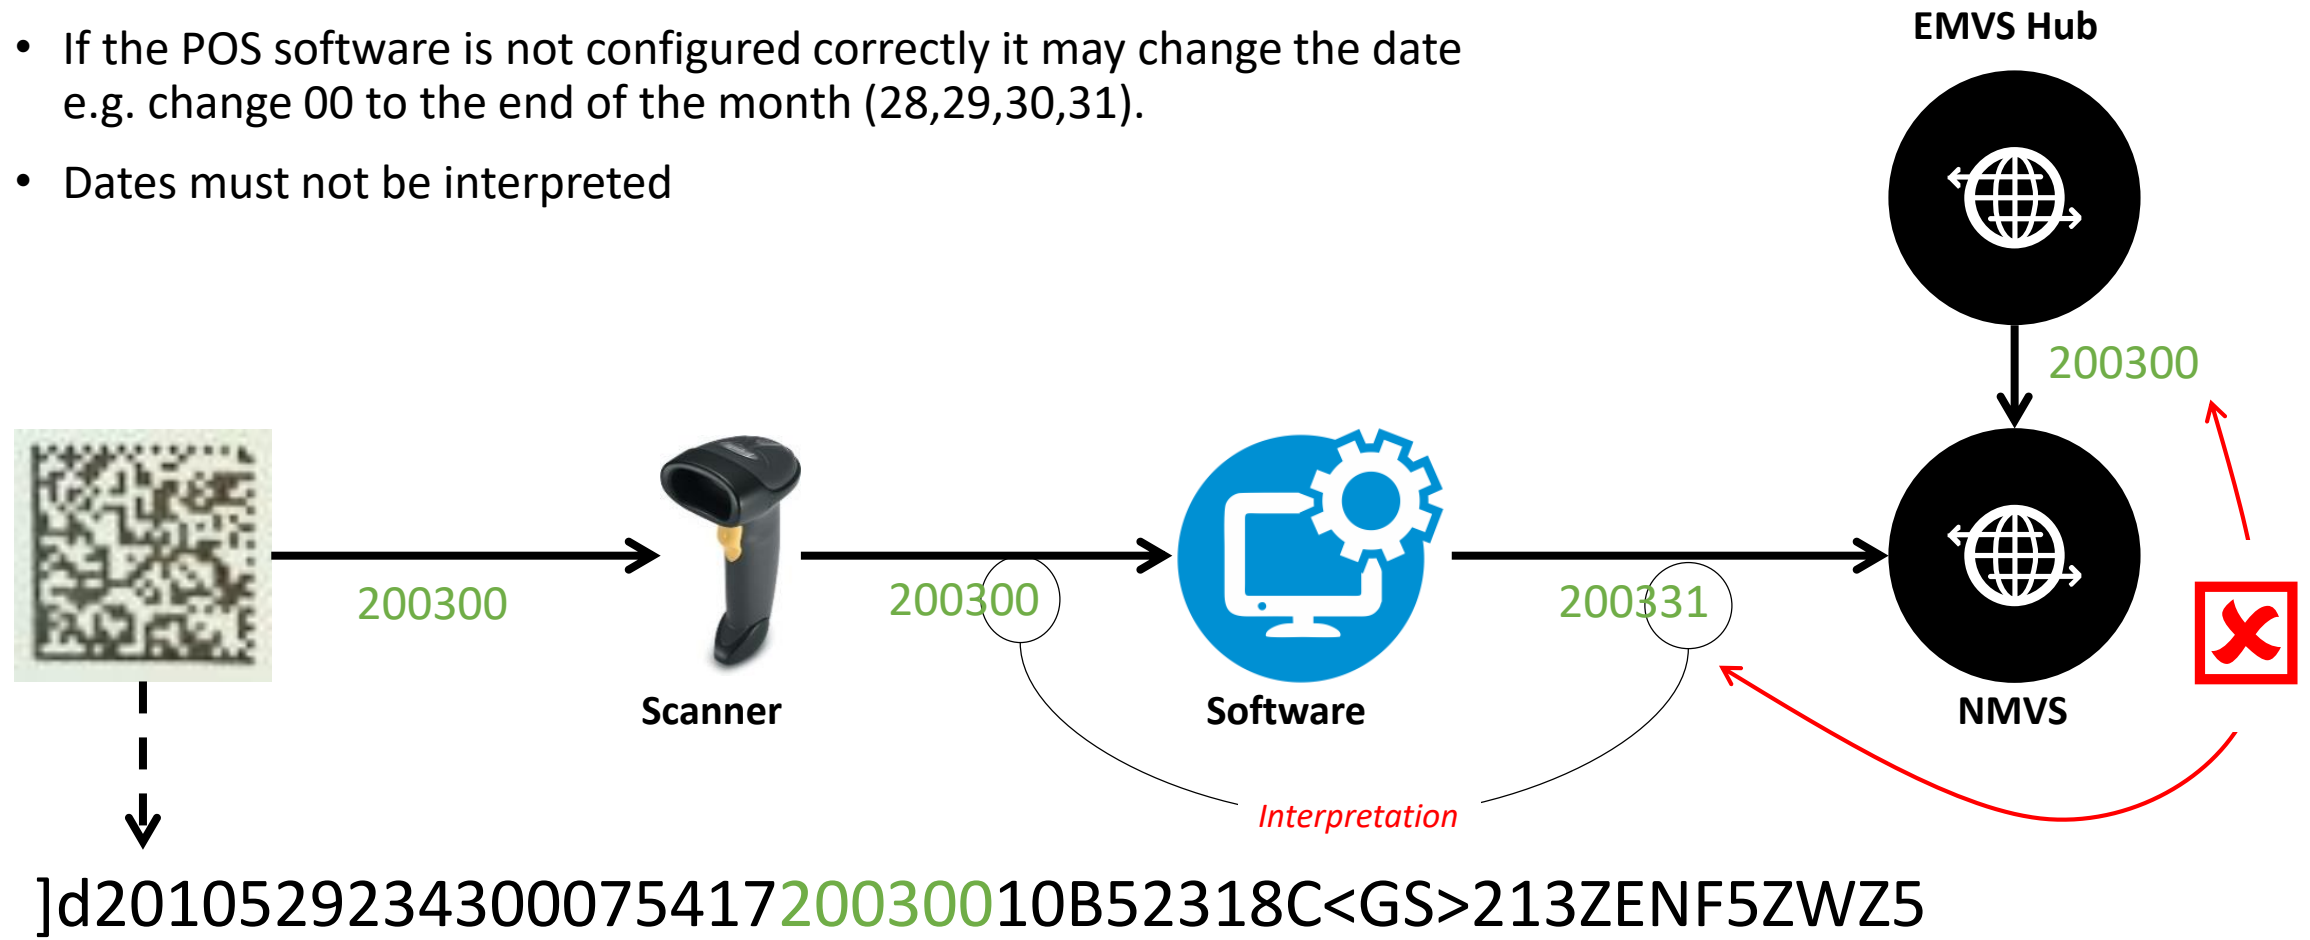 • If the POS software is not configured correctly it may change the date
e.g. change 00 to the end of the month (28,29,30,31).
• Dates must not be interpreted
EMVS Hub
200300
200300
200300
200331
Scanner
Software
NMVS
Interpretation
]d201052923430007541720030010B52318C<GS>213ZENF5ZWZ5